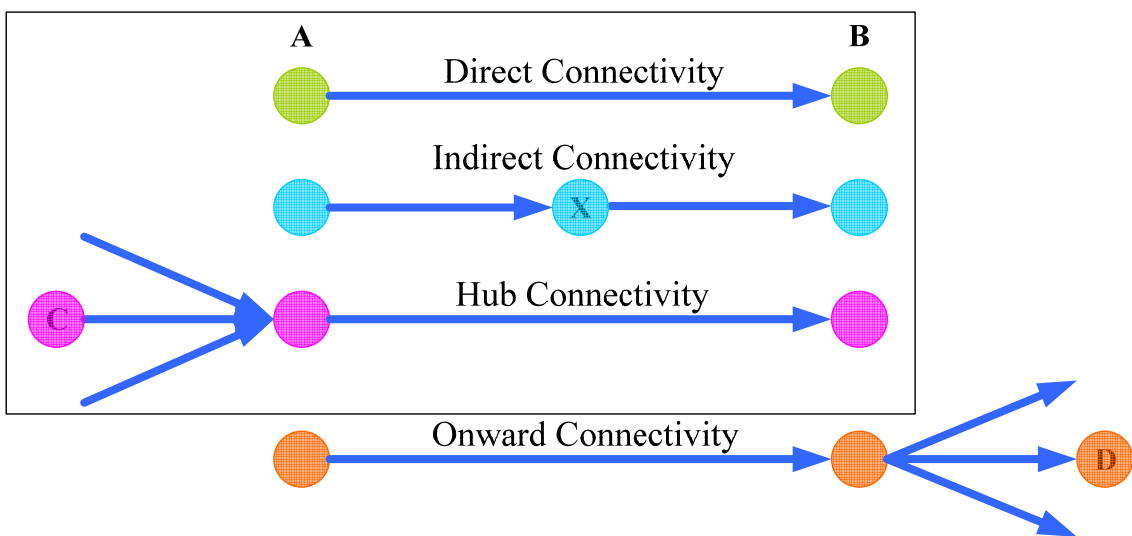 A B
Direct Connectivity
Indirect Connectivity
X
Hub Connectivity
C
Onward Connectivity
D